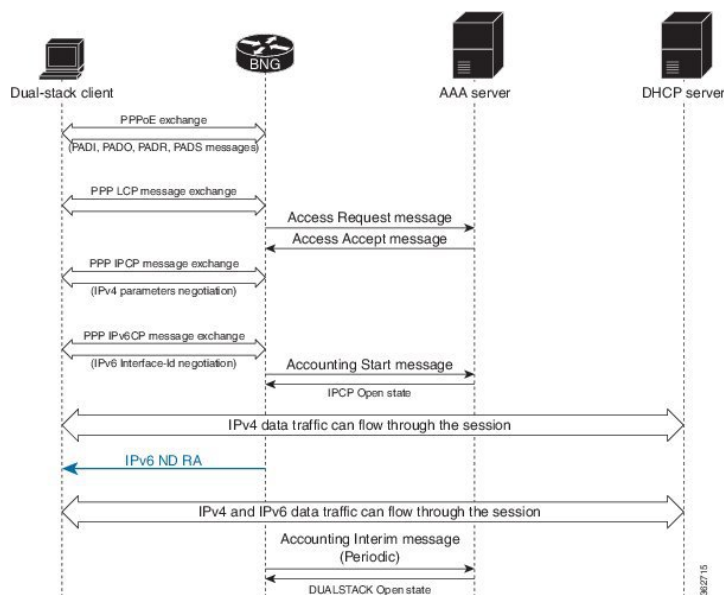 BNG
Dual-stack client
AAA server
DHCP server
PPPoE exchange
(PADI, PADO, PADR, PADS messages)
PPP LCP message exchange
Access Request message
Access Accept message
PPP IPCP message exchange
(IPv4 parameters negotiation)
PPP IPv6CP message exchange
(IPv6 Interface-Id negotiation)
Accounting Start message
IPCP Open state
IPv4 data traffic can flow through the session
IPv6 ND RA
IPv4 and IPv6 data traffic can flow through the session
Accounting Interim message
(Periodic)
DUALSTACK Open state
362715